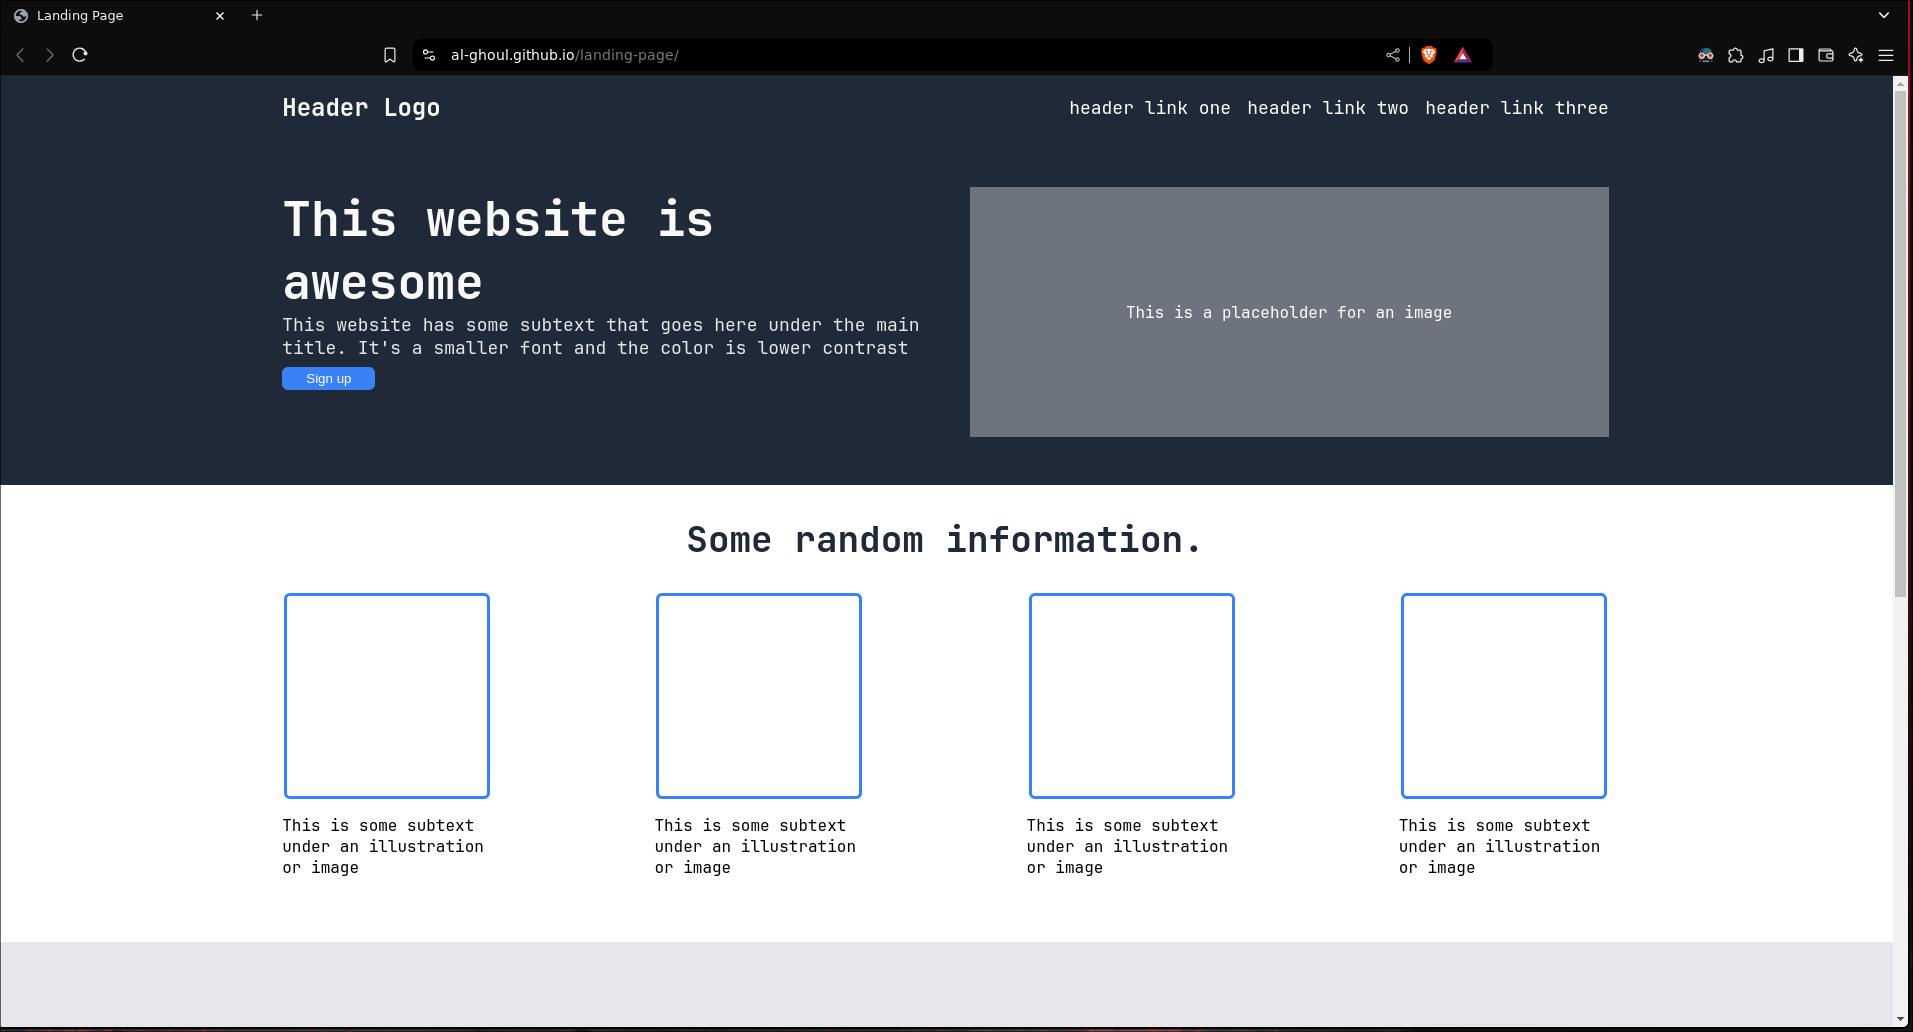 Landing Page
al-ghoul.github.io/landing-page/
Header Logo
header link one header link two header link three
This website is
awesome
This website has some subtext that goes here under the main
title. It's a smaller font and the color is lower contrast
Sign up
This is a placeholder for an image
Some random information.
This is some subtext
under an illustration
or image
This is some subtext
under an illustration
or image
This is some subtext
under an illustration
or image
This is some subtext
under an illustration
or image